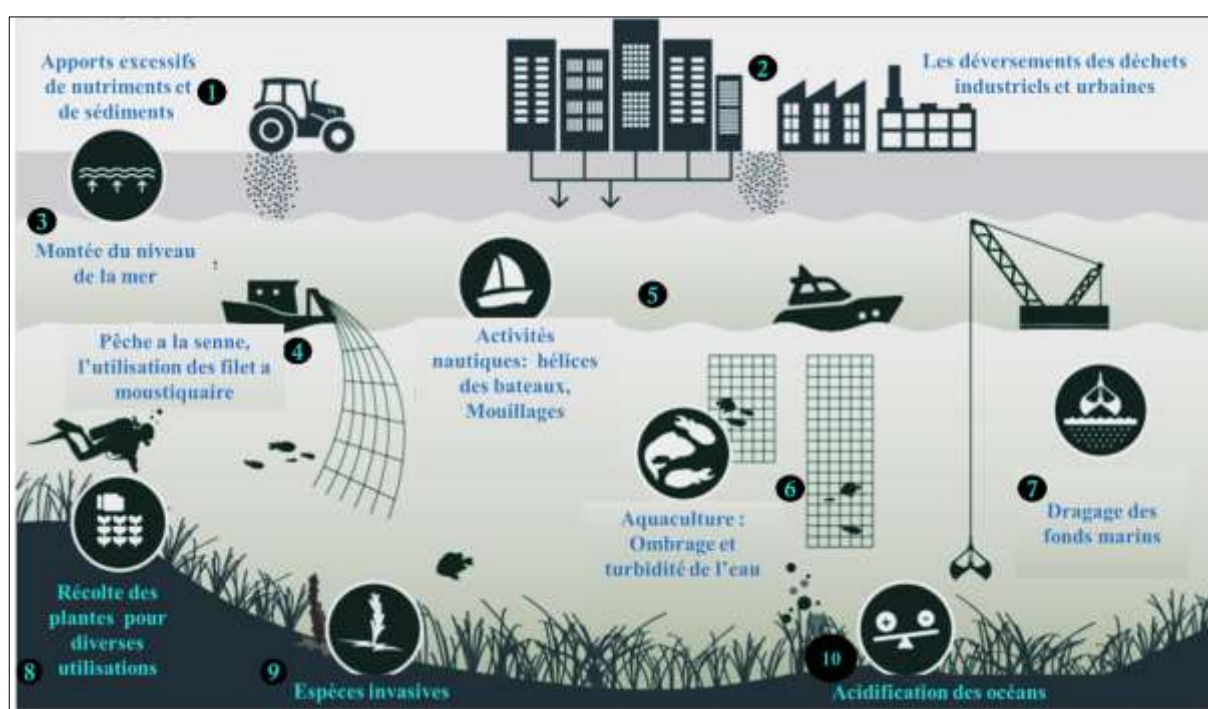 Apports excessifs
de nutriments et
de sédiments
1
2
Les déversements des déchets
industriels et urbaines
3
Montée du niveau
de la mer
Pêche a la senne,
l'utilisation des filet a
moustiquaire
4
Activités
nautiques: hélices
des bateaux,
Mouillages
5
Aquaculture :
Ombrage et
turbidité de l'eau
6
7
Dragage des
fonds marins
Récolte des
plantes pour
diverses
utilisations
8
9
Espèces invasives
10
Acidification des océans